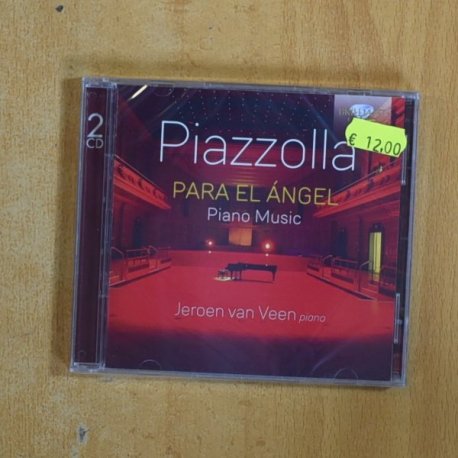 2
CD
Piazzolla
€ 12,00
PARA EL ÁNGEL
Piano Music
Jeroen van Veen piano